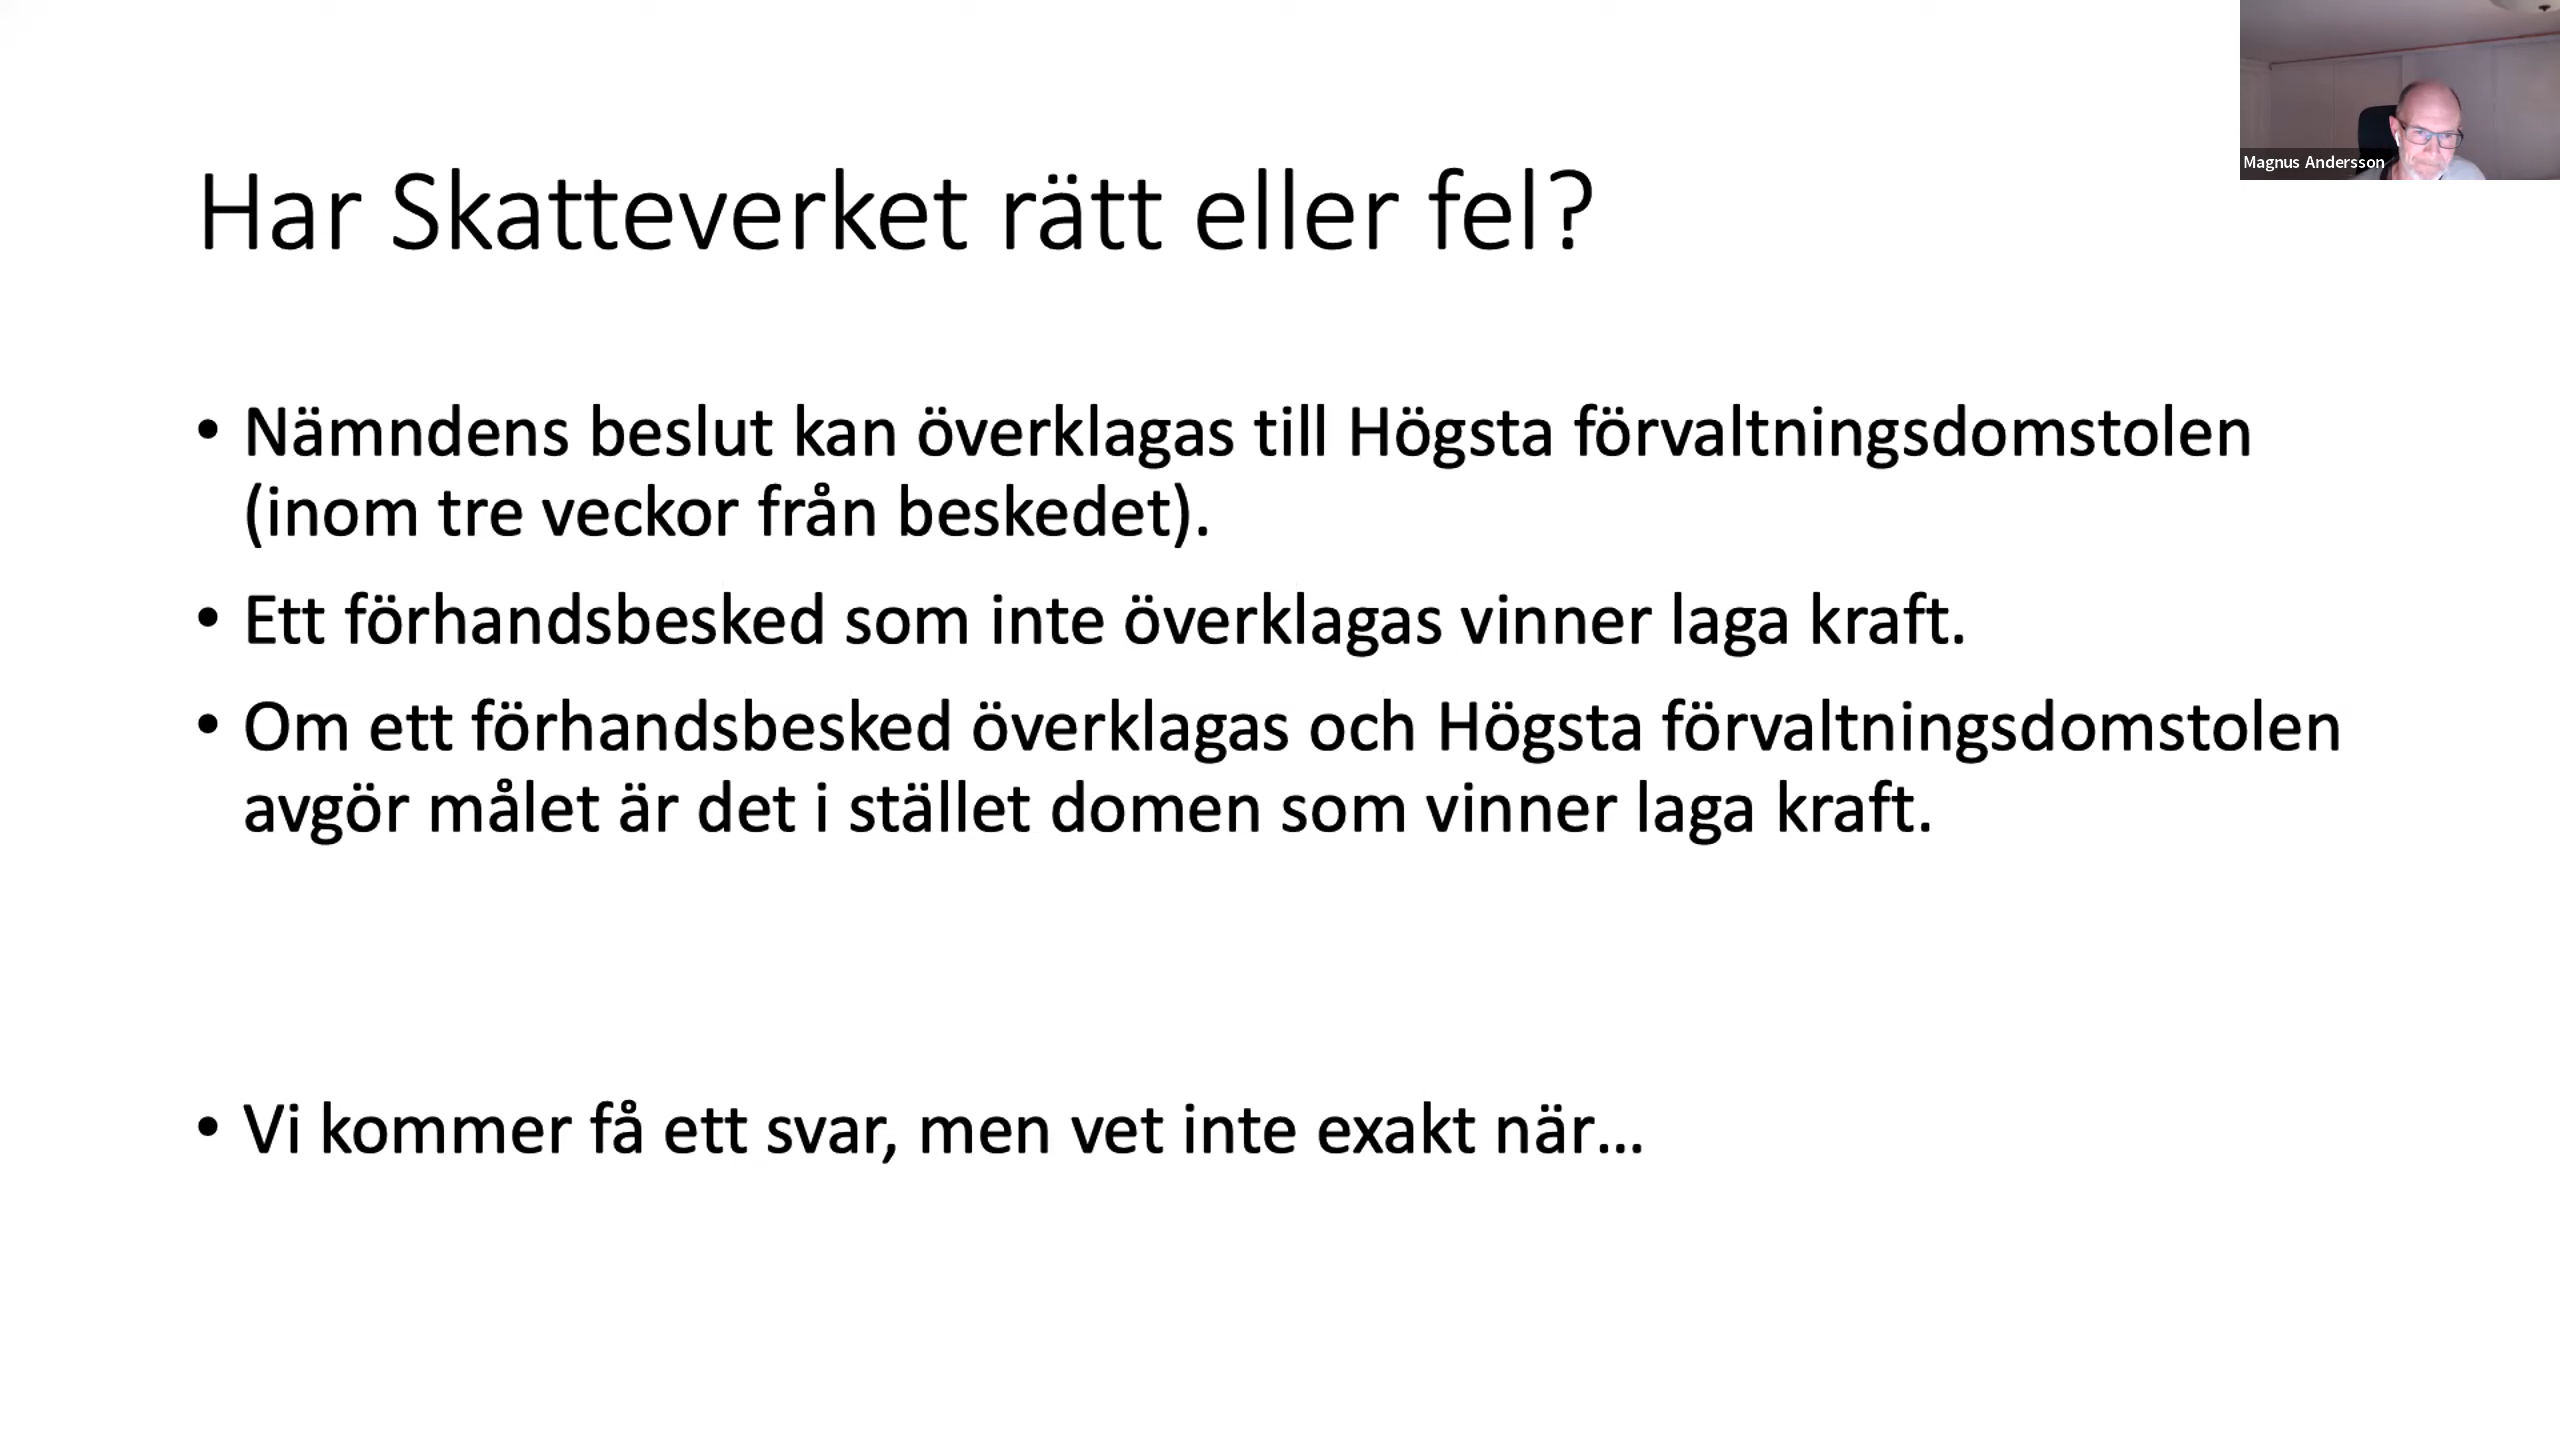 Magnus Andersson
Har Skatteverket rätt eller fel?
• Nämndens beslut kan överklagas till Högsta förvaltningsdomstolen
(inom tre veckor från beskedet).
• Ett förhandsbesked som inte överklagas vinner laga kraft.
• Om ett förhandsbesked överklagas och Högsta förvaltningsdomstolen
avgör målet är det i stället domen som vinner laga kraft.
• Vi kommer få ett svar, men vet inte exakt när...